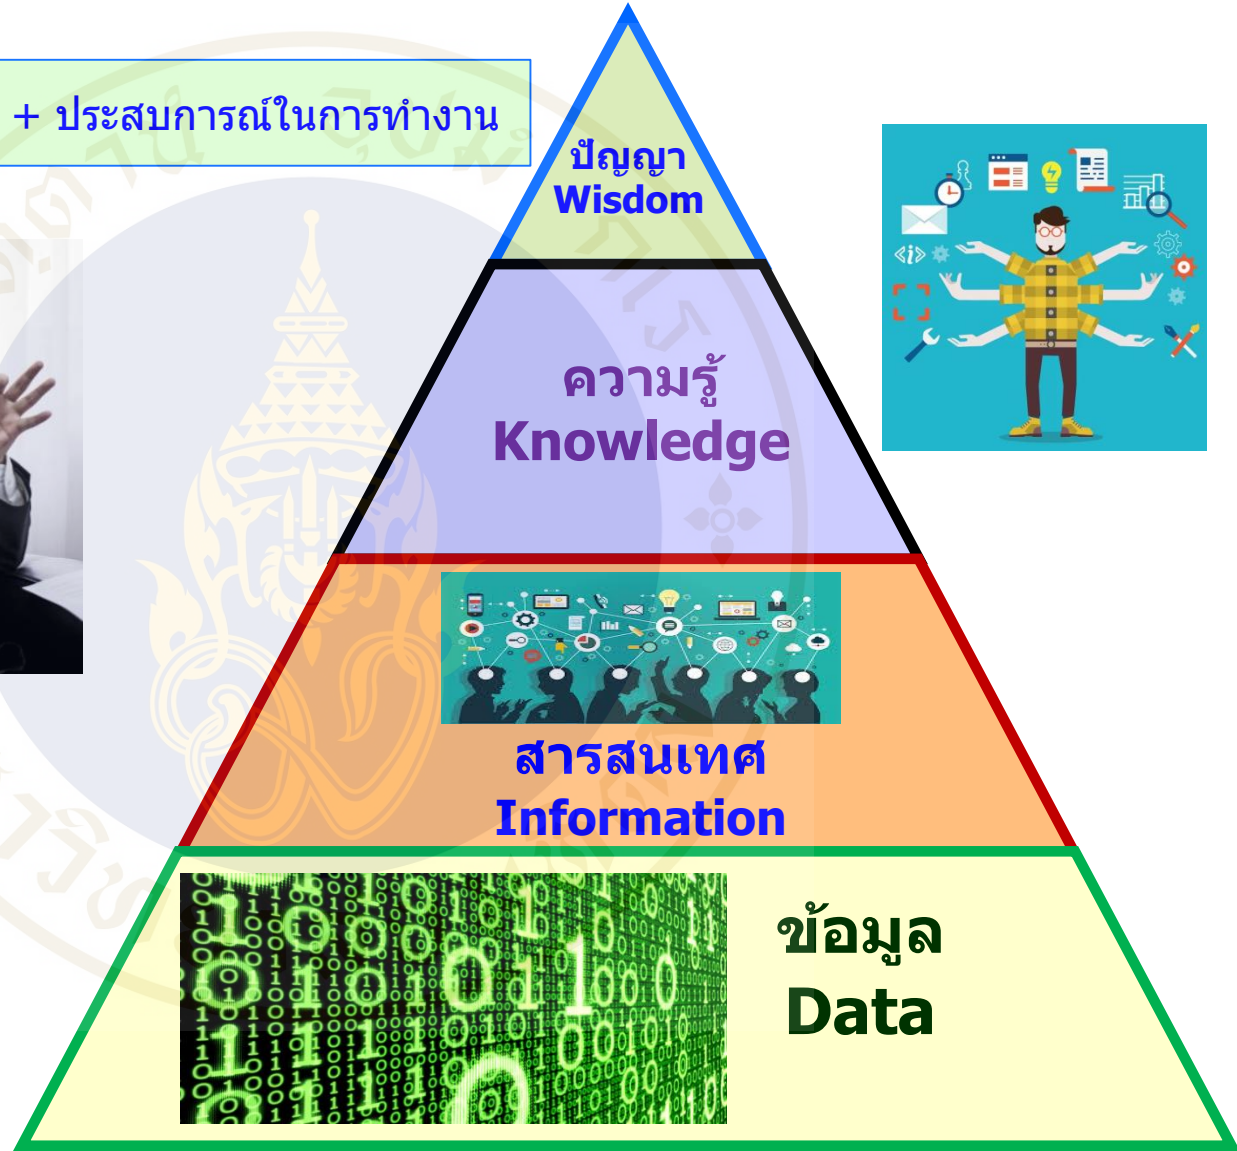 + ประสบการณ์ในการทำงาน
ปัญญา
Wisdom
ความรู้
Knowledge
สารสนเทศ
Information
ข้อมูล
Data